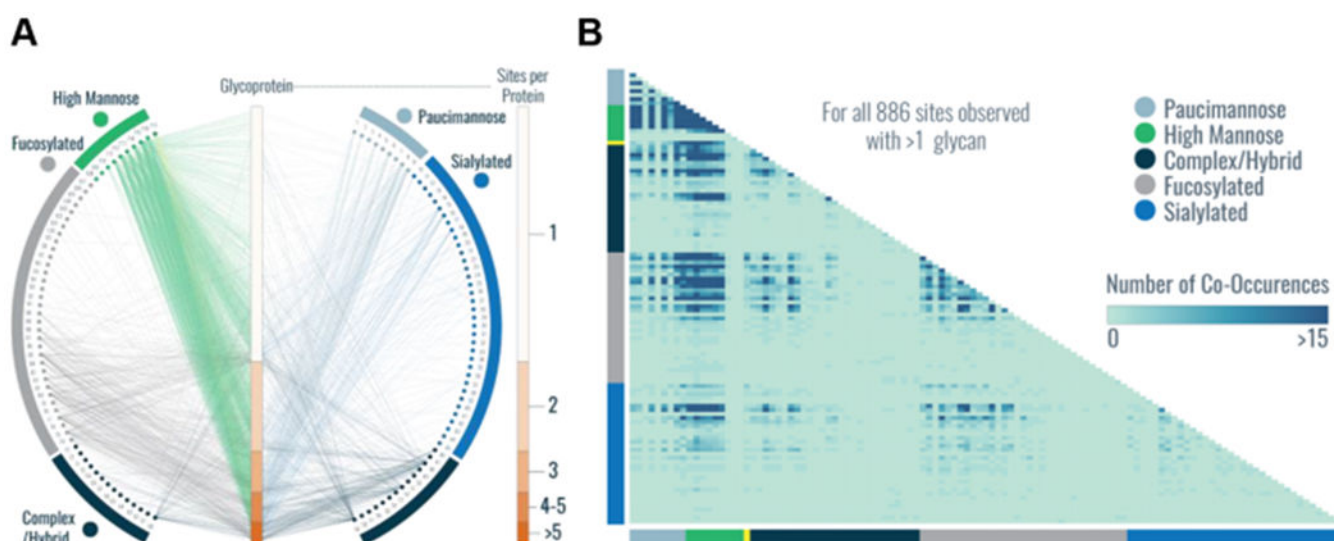 A
B
Glycoprotein
Sites per
Protein
High Mannose
Fucosylated
Paucimannose
Sialylated
1
2
3
4-5
>5
Complex
/Hybrid
For all 886 sites observed
with >1 glycan
Paucimannose
High Mannose
Complex/Hybrid
Fucosylated
Sialylated
Number of Co-Occurences
0
>15